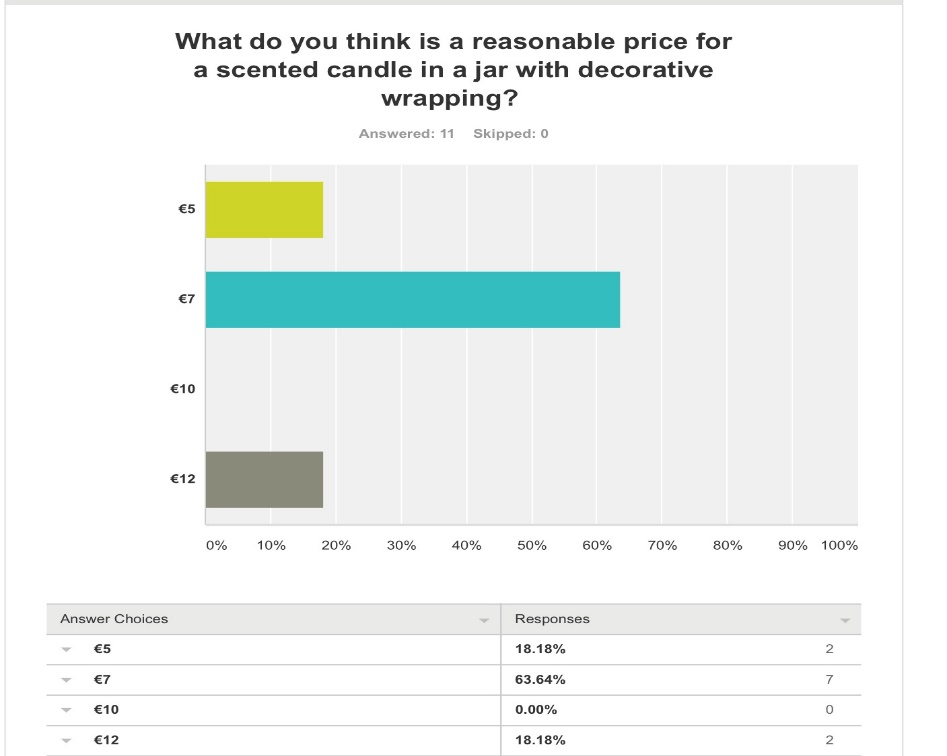 What do you think is a reasonable price for
a scented candle in a jar with decorative
wrapping?
Answered: 11 Skipped: 0
€5
€7
€10
€12
0% 10% 20% 30% 40% 50% 60% 70% 80% 90% 100%
Answer Choices Responses
€5 18.18% 2
€7 63.64% 7
€10 0.00% 0
€12 18.18% 2